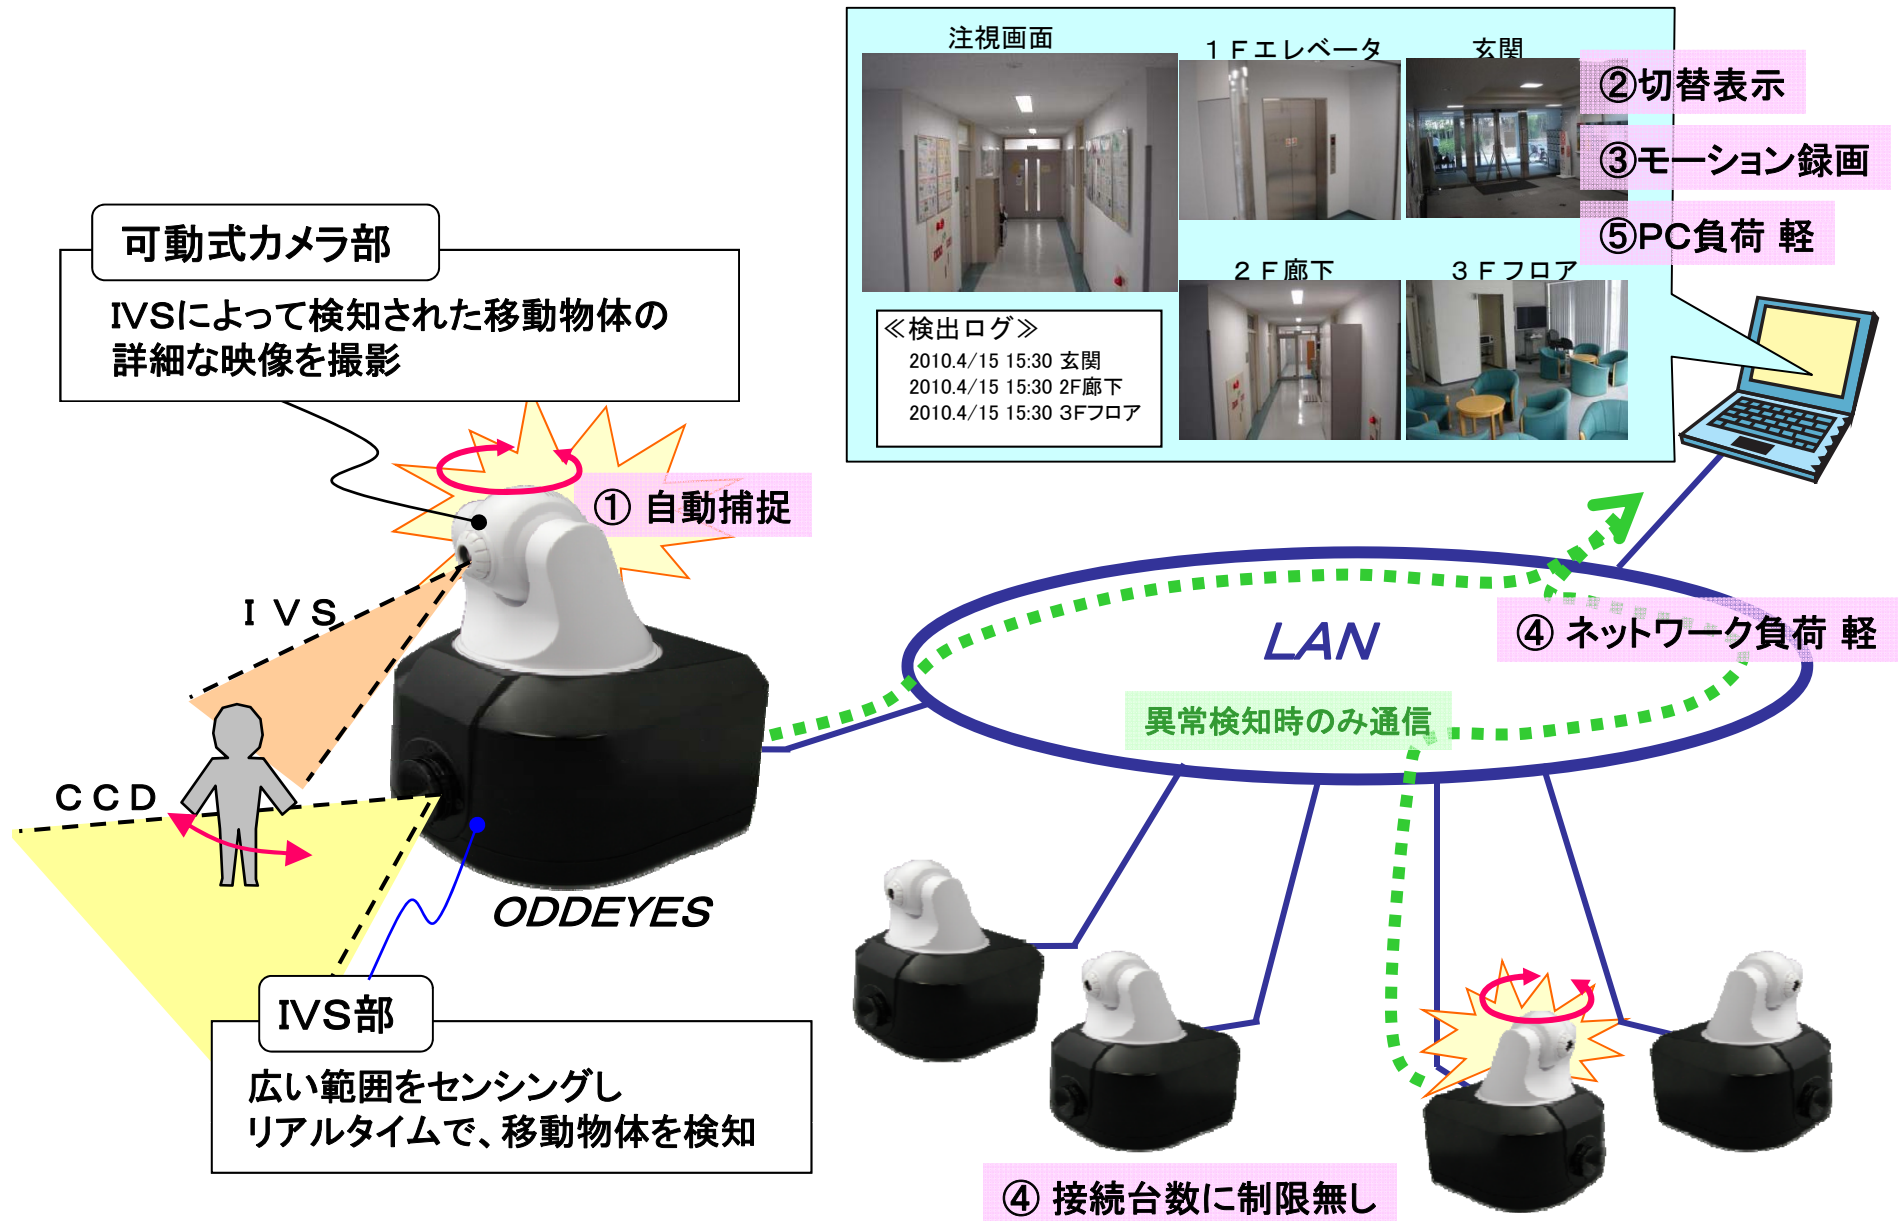 注視画面
1Fエレベータ
玄関
②切替表示
③モーション録画
⑤PC負荷 軽
2F廊下
3Fフロア
≪検出ログ≫
2010.4/15 15:30 玄関
2010.4/15 15:30 2F廊下
2010.4/15 15:30 3Fフロア
可動式カメラ部
IVSによって検知された移動物体の
詳細な映像を撮影
① 自動捕捉
IVS
CCD
ODDEYES
IVS部
広い範囲をセンシングし
リアルタイムで、移動物体を検知
LAN
④ ネットワーク負荷 軽
異常検知時のみ通信
④ 接続台数に制限無し